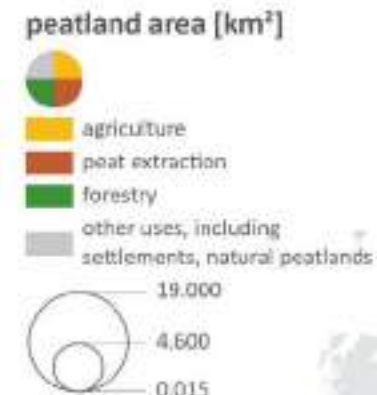 peatland area [km²]
agriculture
peat extraction
forestry
other uses, including
settlements, natural peatlands
19.000
4.600
0.015